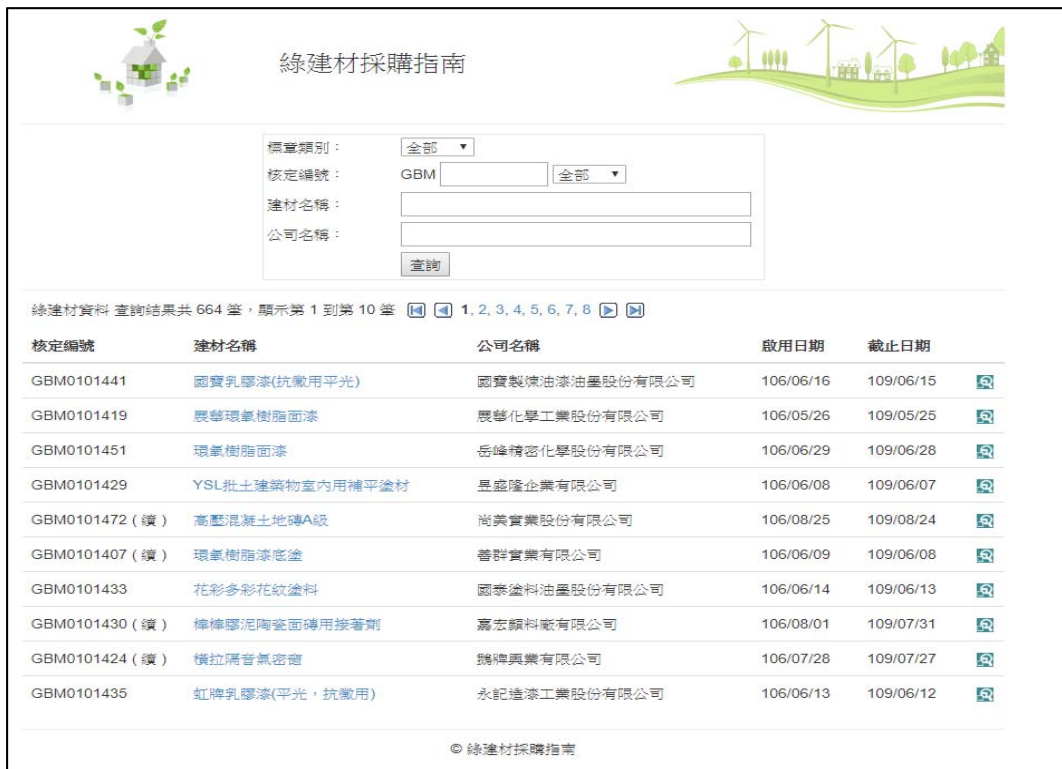 綠建材採購指南
標章類別： 全部
核定編號： GBM 全部
建材名稱：
公司名稱：
查詢
綠建材資料 查詢結果共 664 筆，顯示第 1 到第 10 筆 1, 2, 3, 4, 5, 6, 7, 8
核定編號 建材名稱 公司名稱 啟用日期 截止日期
GBM0101441 國寶乳膠漆(抗黴用平光) 國寶製煉油漆油墨股份有限公司 106/06/16 109/06/15
GBM0101419 展華環氧樹脂面漆 展華化學工業股份有限公司 106/05/26 109/05/25
GBM0101451 環氧樹脂面漆 岳峰精密化學股份有限公司 106/06/29 109/06/28
GBM0101429 YSL批土建築物室內用補平塗材 昱盛隆企業有限公司 106/06/08 109/06/07
GBM0101472 ( 續 ) 高壓混凝土地磚A級 尚美實業股份有限公司 106/08/25 109/08/24
GBM0101407 ( 續 ) 環氧樹脂漆底塗 善群實業有限公司 106/06/09 109/06/08
GBM0101433 花彩多彩花紋塗料 國泰塗料油墨股份有限公司 106/06/14 109/06/13
GBM0101430 ( 續 ) 棒棒膠泥陶瓷面磚用接著劑 嘉宏顏料廠有限公司 106/08/01 109/07/31
GBM0101424 ( 續 ) 橫拉隔音氣密窗 鵝牌興業有限公司 106/07/28 109/07/27
GBM0101435 虹牌乳膠漆(平光，抗黴用) 永記造漆工業股份有限公司 106/06/13 109/06/12
© 綠建材採購指南